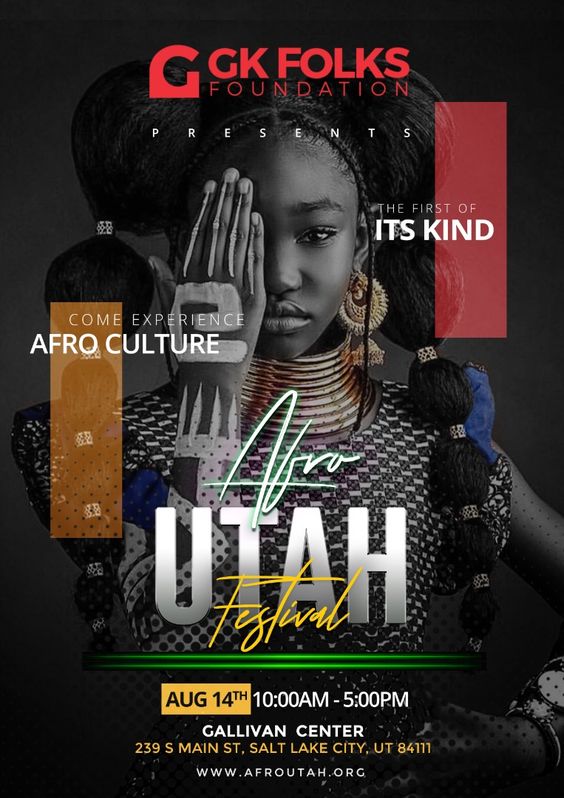 GK FOLKS
FOUNDATION
PRESENTS
THE FIRST OF
ITS KIND
COME EXPERIENCE
AFRO CULTURE
Afro
UTAH
Festival
AUG 14TH 10:00AM - 5:00PM
GALLIVAN CENTER
239 S MAIN ST, SALT LAKE CITY, UT 84111
WWW.AFROUTAH.ORG